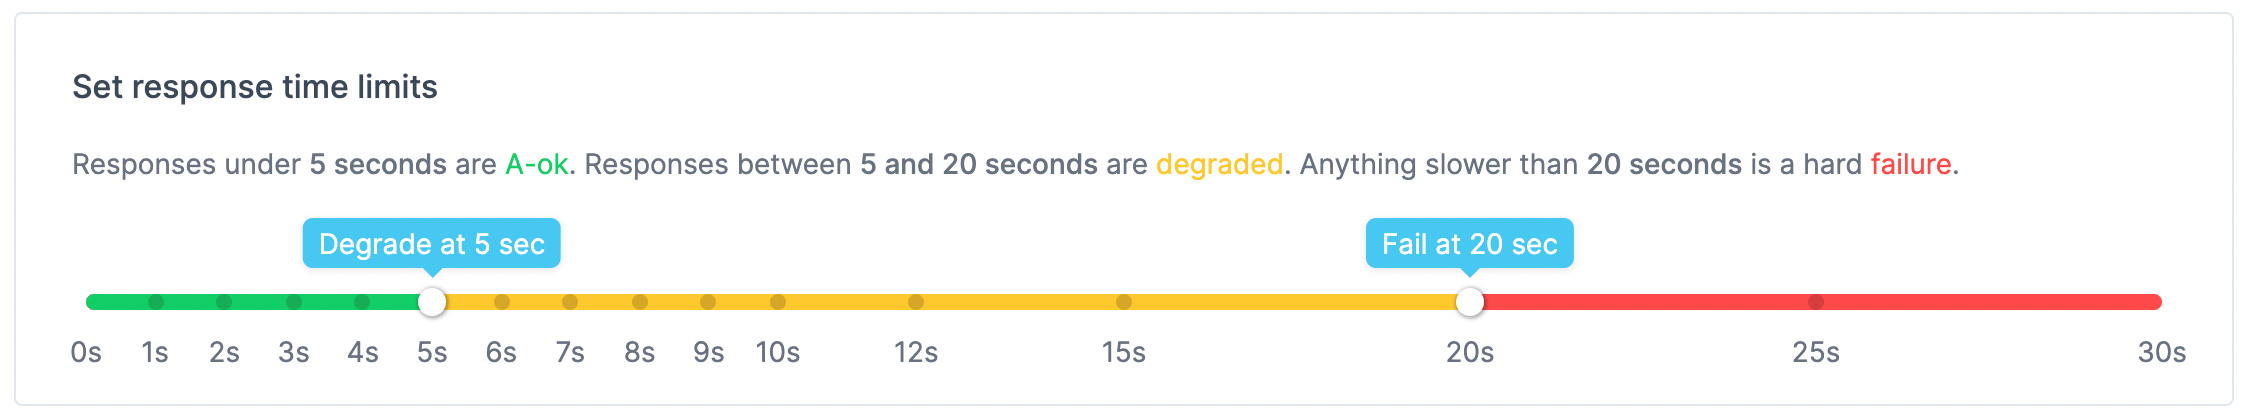 Set response time limits
Responses under 5 seconds are A-ok. Responses between 5 and 20 seconds are degraded. Anything slower than 20 seconds is a hard failure.
Degrade at 5 sec Fail at 20 sec
0s 1s 2s 3s 4s 5s 6s 7s 8s 9s 10s 12s 15s 20s 25s 30s